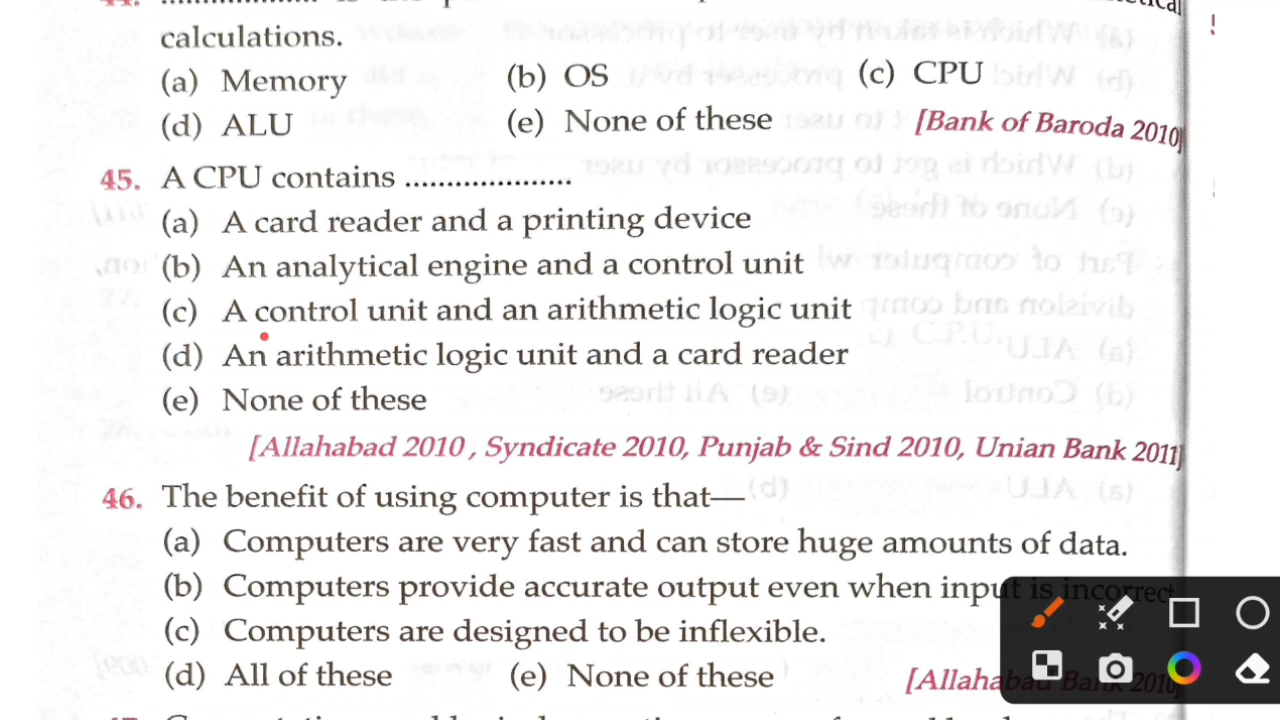 calculations.
(a) Memory (b) OS (c) CPU
(d) ALU (e) None of these [Bank of Baroda 2010]
45. A CPU contains ....................
(a) A card reader and a printing device
(b) An analytical engine and a control unit
(c) A control unit and an arithmetic logic unit
(d) An arithmetic logic unit and a card reader
(e) None of these
[Allahabad 2010, Syndicate 2010, Punjab & Sind 2010, Unian Bank 2011]
46. The benefit of using computer is that—
(a) Computers are very fast and can store huge amounts of data.
(b) Computers provide accurate output even when input is incorrect
(c) Computers are designed to be inflexible.
(d) All of these (e) None of these [Allahabad Bank 2010]